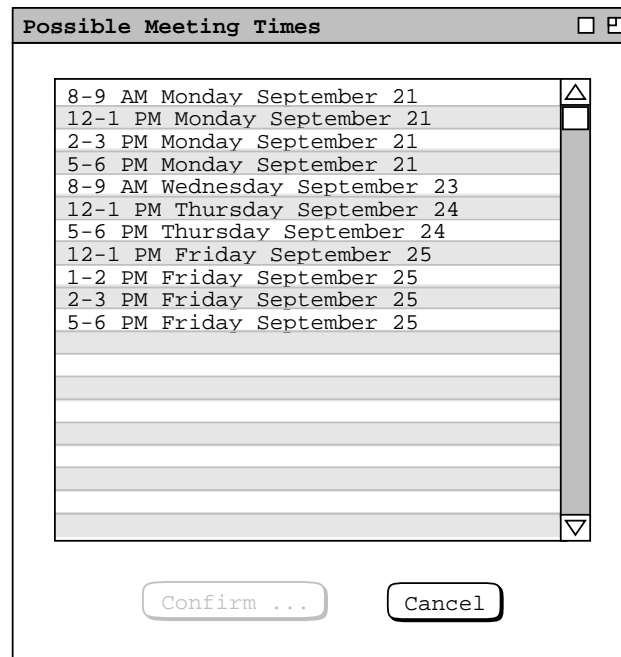 Possible Meeting Times
8-9 AM Monday September 21
12-1 PM Monday September 21
2-3 PM Monday September 21
5-6 PM Monday September 21
8-9 AM Wednesday September 23
12-1 PM Thursday September 24
5-6 PM Thursday September 24
12-1 PM Friday September 25
1-2 PM Friday September 25
2-3 PM Friday September 25
5-6 PM Friday September 25
Confirm ... Cancel